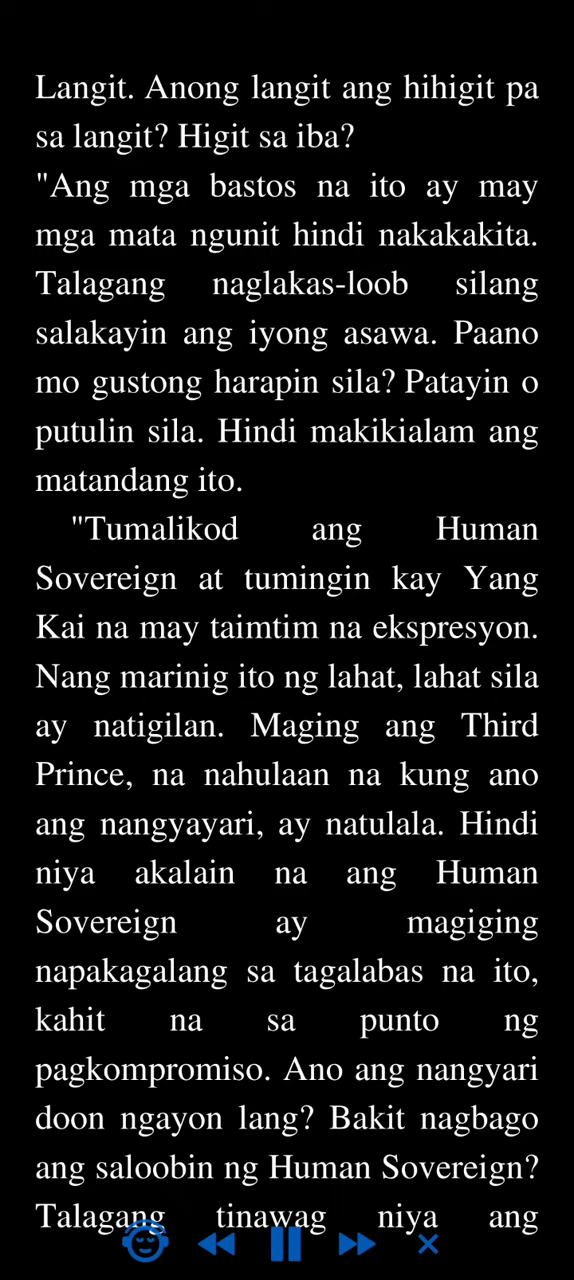 Langit. Anong langit ang hihigit pa
sa langit? Higit sa iba?
"Ang mga bastos na ito ay may
mga mata ngunit hindi nakakakita.
Talagang naglakas-loob silang
salakayin ang iyong asawa. Paano
mo gustong harapin sila? Patayin o
putulin sila. Hindi makikialam ang
matandang ito.
"Tumalikod ang Human
Sovereign at tumingin kay Yang
Kai na may taimtim na ekspresyon.
Nang marinig ito ng lahat, lahat sila
ay natigilan. Maging ang Third
Prince, na nahulaan na kung ano
ang nangyayari, ay natulala. Hindi
niya akalain na ang Human
Sovereign ay magiging
napakagalang sa tagalabas na ito,
kahit na sa punto ng
pagkompromiso. Ano ang nangyari
doon ngayon lang? Bakit nagbago
ang saloobin ng Human Sovereign?
Talagang tinawag niya ang